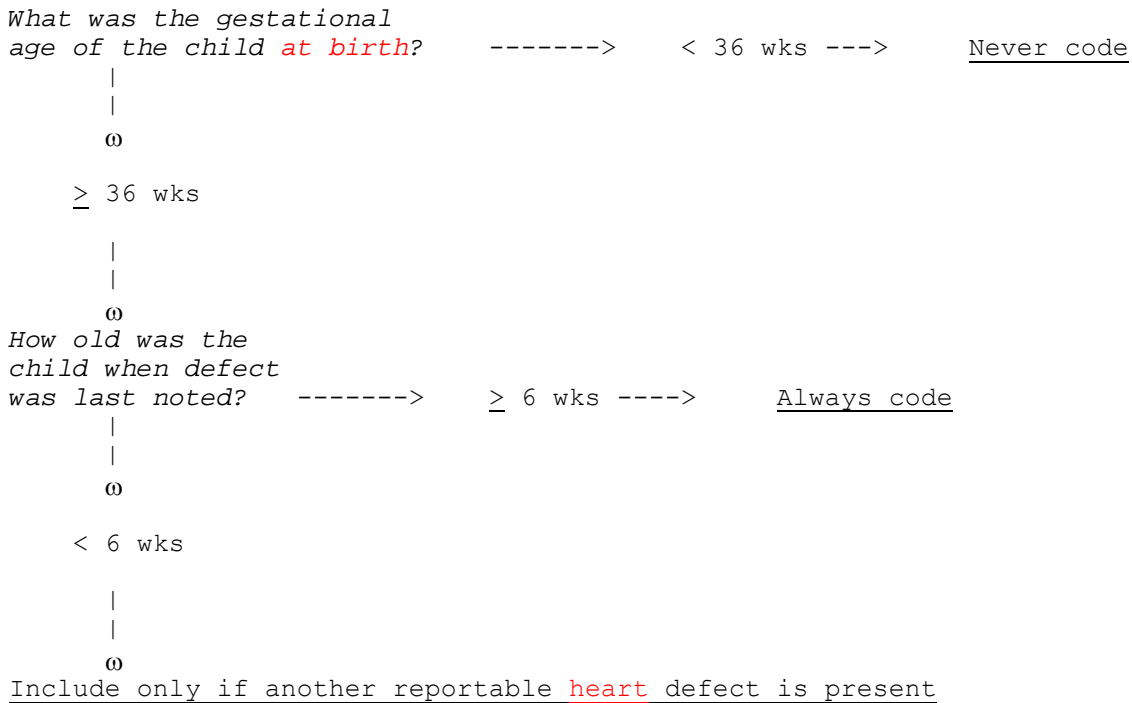 What was the gestational
age of the child at birth? -------> < 36 wks ---> Never code
|
|
ω
≥ 36 wks
|
|
ω
How old was the
child when defect
was last noted? -------> ≥ 6 wks ----> Always code
|
|
ω
< 6 wks
|
|
ω
Include only if another reportable heart defect is present